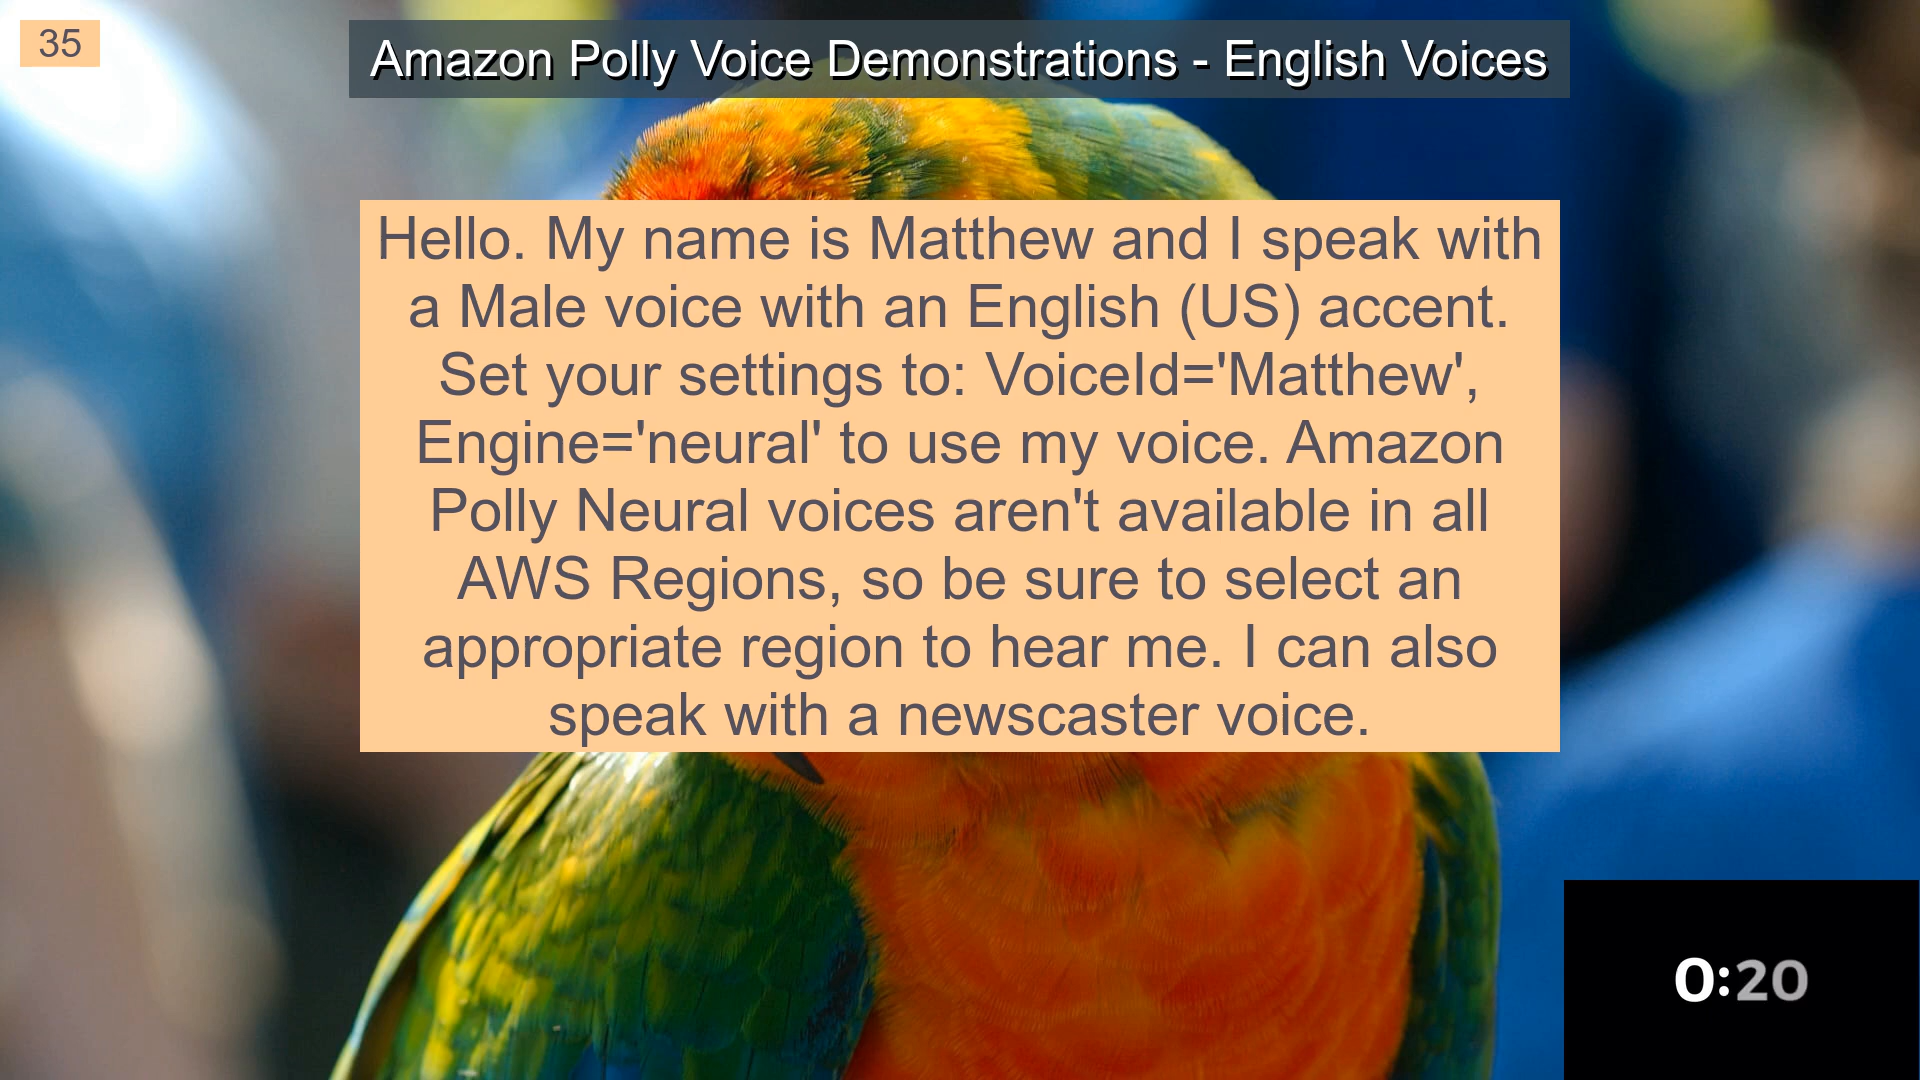 35
Amazon Polly Voice Demonstrations - English Voices
Hello. My name is Matthew and I speak with
a Male voice with an English (US) accent.
Set your settings to: VoiceId='Matthew',
Engine='neural' to use my voice. Amazon
Polly Neural voices aren't available in all
AWS Regions, so be sure to select an
appropriate region to hear me. I can also
speak with a newscaster voice.
0:20